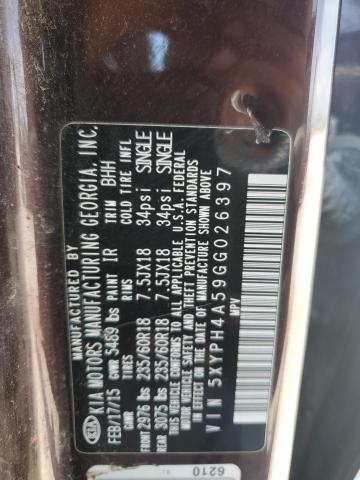 MANUFACTURED BY
KIA KIA MOTORS MANUFACTURING GEORGIA, INC.
FEB/17/15 GVWR 5489 lbs PAINT IR TRIM BHH
GAWR TIRES RIMS COLD TIRE INFL
FRONT 2976 lbs 235/60R18 7.5JX18 34psi SINGLE
REAR 3075 lbs 235/60R18 7.5JX18 34psi SINGLE
THIS VEHICLE CONFORMS TO ALL APPLICABLE U.S.A. FEDERAL
MOTOR VEHICLE SAFETY AND THEFT PREVENTION STANDARDS
IN EFFECT ON THE DATE OF MANUFACTURE SHOWN ABOVE
VIN 5XYPH4A59GG026397
MPV
6210